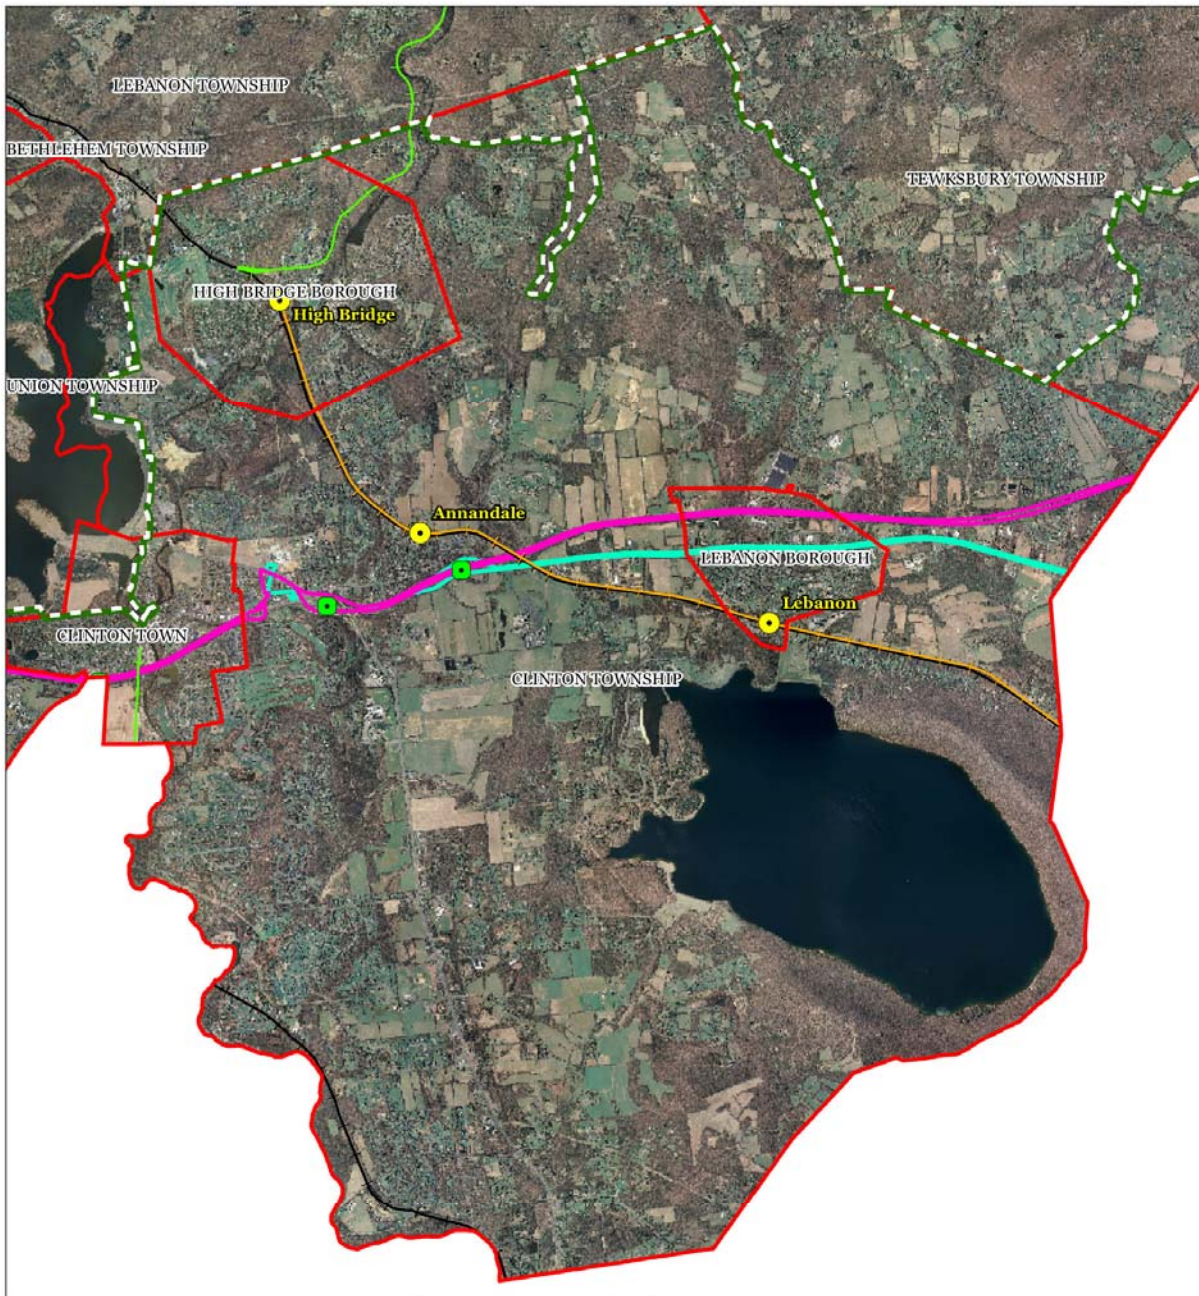 LEBANON TOWNSHIP
BETHLEHEM TOWNSHIP
TEWKSBURY TOWNSHIP
HIGH BRIDGE BOROUGH
High Bridge
UNION TOWNSHIP
Annandale
LEBANON BOROUGH
Lebanon
CLINTON TOWN
CLINTON TOWNSHIP